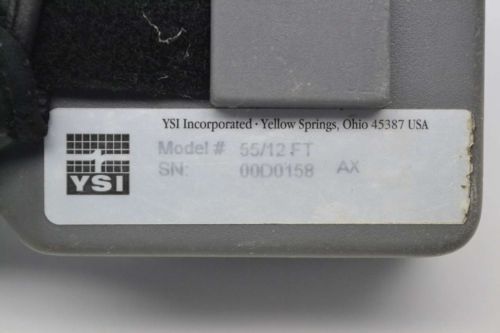 YSI Incorporated · Yellow Springs, Ohio 45387 USA
Model # 55/12 FT
SN: 00D0158 AX
YSI